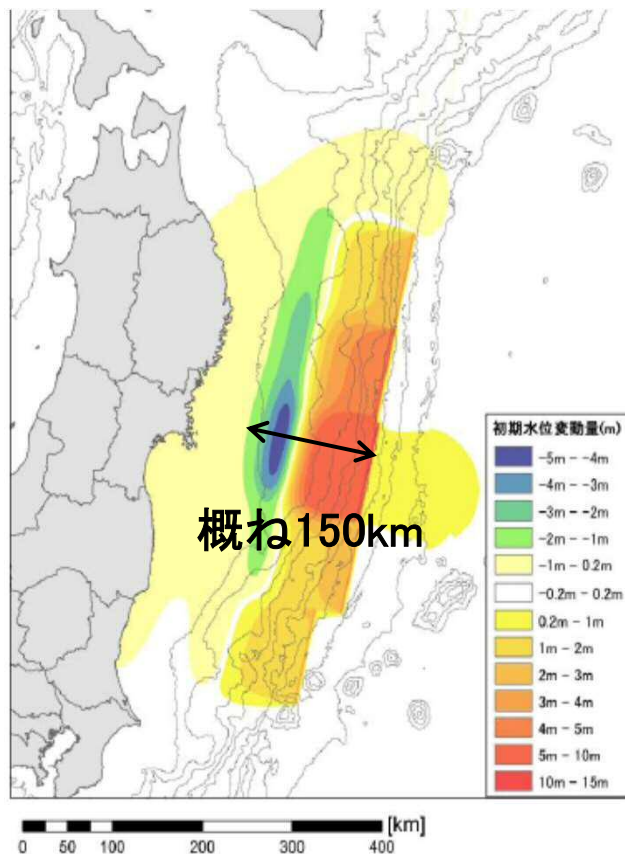 概ね150km
初期水位変動量(m)
-5m - -4m
-4m - -3m
-3m - -2m
-2m - -1m
-1m - 0.2m
-0.2m - 0.2m
0.2m - 1m
1m - 2m
2m - 3m
3m - 4m
4m - 5m
5m - 10m
10m - 15m
[km]
0 50 100 200 300 400